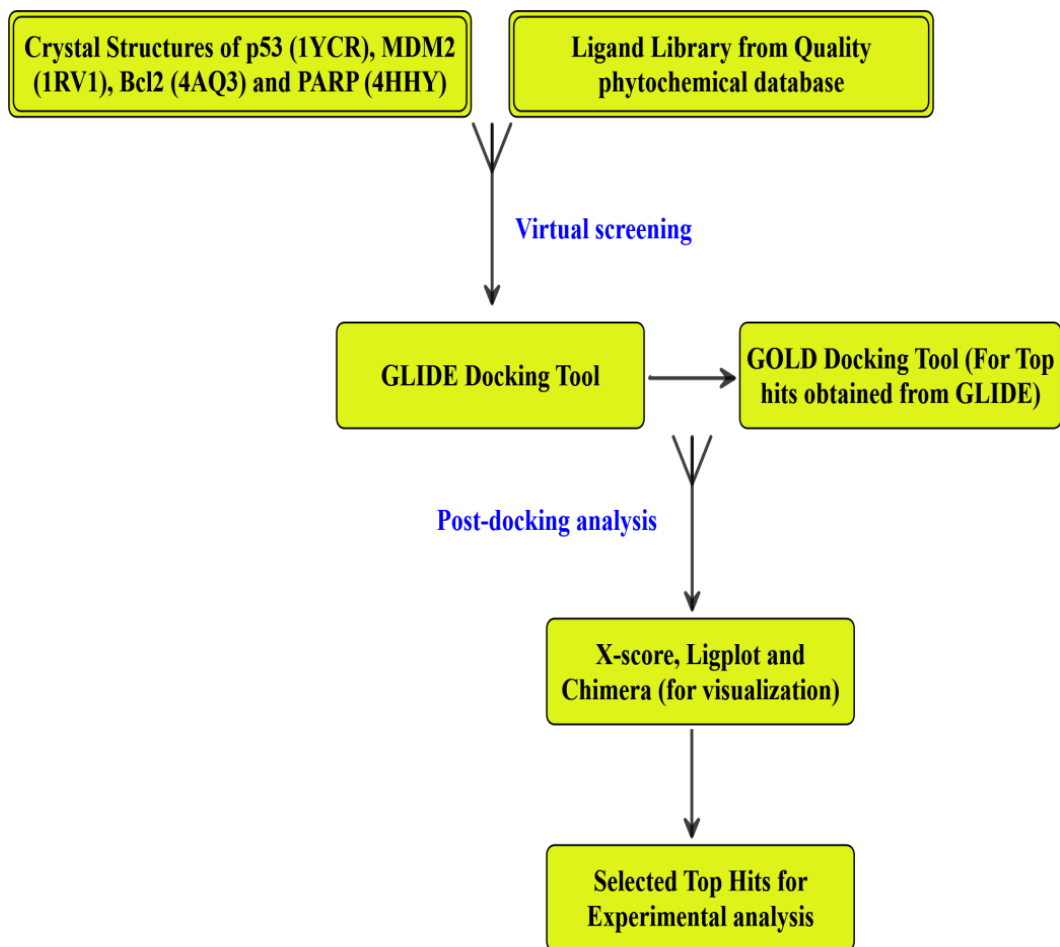 Crystal Structures of p53 (1YCR), MDM2
(1RV1), Bcl2 (4AQ3) and PARP (4HHY)
Ligand Library from Quality
phytochemical database
Virtual screening
GLIDE Docking Tool
GOLD Docking Tool (For Top
hits obtained from GLIDE)
Post-docking analysis
X-score, Ligplot and
Chimera (for visualization)
Selected Top Hits for
Experimental analysis